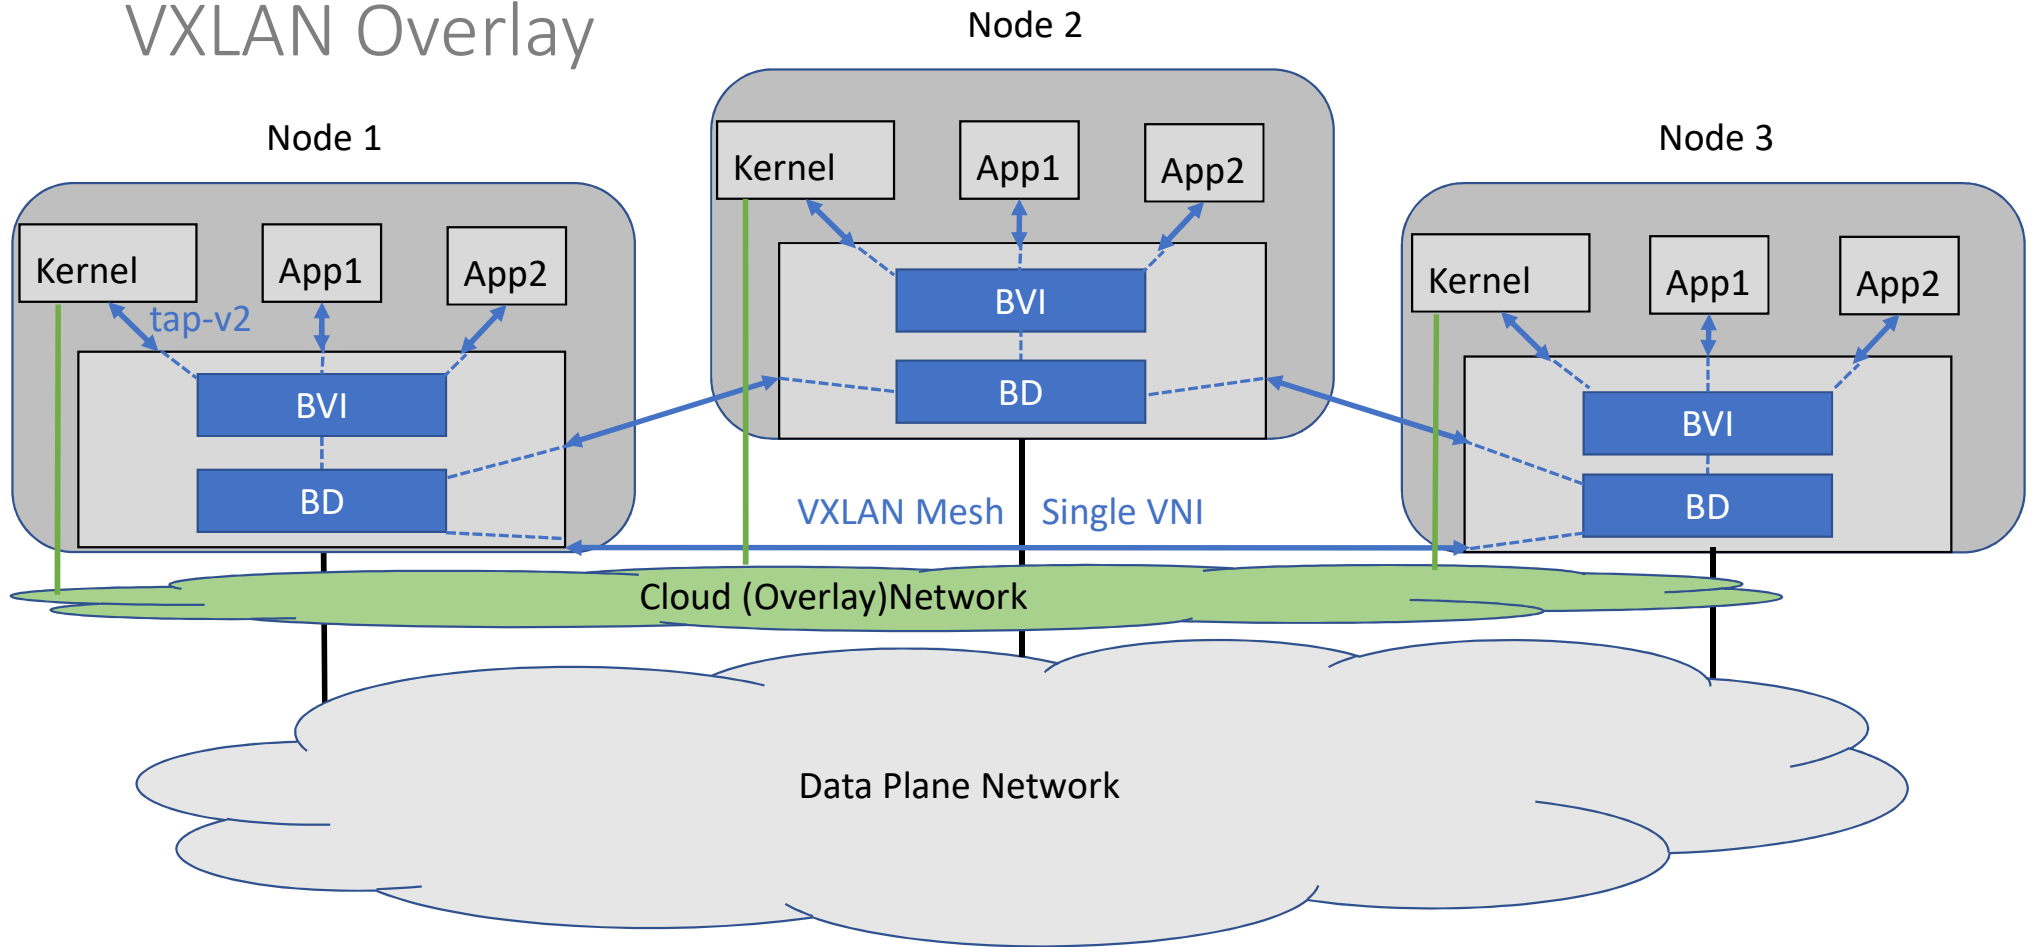 VXLAN Overlay
Node 2
Node 1
Node 3
Kernel
App1
App2
Kernel
App1
App2
tap-v2
Kernel
App1
App2
BVI
BD
BVI
BD
BVI
BD
VXLAN Mesh
Single VNI
Cloud (Overlay)Network
Data Plane Network